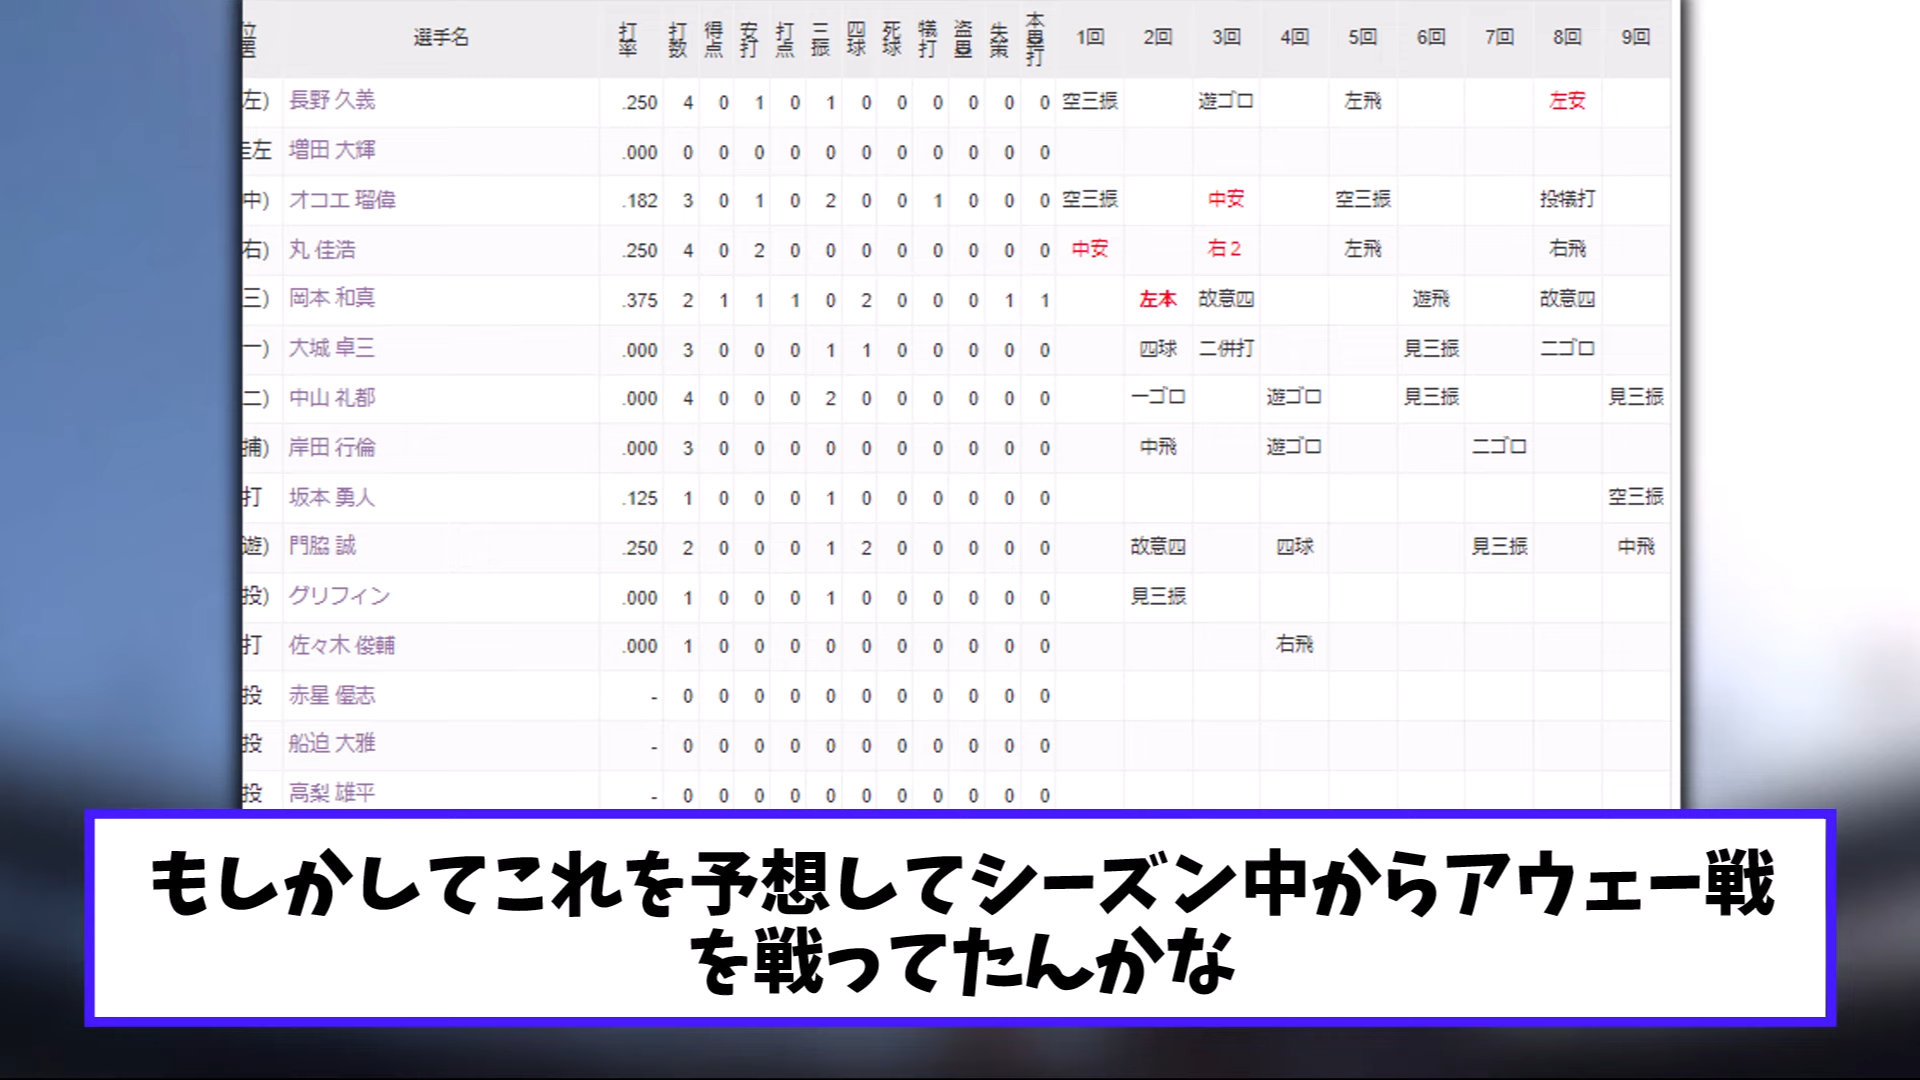 位置 選手名 打率 打数 得点 安打 打点 三振 四球 死球 犠打 盗塁 失策 本塁打 1回 2回 3回 4回 5回 6回 7回 8回 9回
左) 長野 久義 .250 4 0 1 0 1 0 0 0 0 0 0 空三振 遊ゴロ 左飛 左安
走左 増田 大輝 .000 0 0 0 0 0 0 0 0 0 0 0
中) オコエ 瑠偉 .182 3 0 1 0 2 0 0 1 0 0 0 空三振 中安 空三振 投犠打
右) 丸 佳浩 .250 4 0 2 0 0 0 0 0 0 0 0 中安 右2 左飛 右飛
三) 岡本 和真 .375 2 1 1 1 0 2 0 0 0 1 1 左本 故意四 遊飛 故意四
一) 大城 卓三 .000 3 0 0 0 1 1 0 0 0 0 0 四球 二併打 見三振 二ゴロ
二) 中山 礼都 .000 4 0 0 0 2 0 0 0 0 0 0 一ゴロ 遊ゴロ 見三振 見三振
捕) 岸田 行倫 .000 3 0 0 0 0 0 0 0 0 0 0 中飛 遊ゴロ 二ゴロ
打 坂本 勇人 .125 1 0 0 0 1 0 0 0 0 0 0 空三振
遊) 門脇 誠 .250 2 0 0 0 1 2 0 0 0 0 0 故意四 四球 見三振 中飛
投) グリフィン .000 1 0 0 0 1 0 0 0 0 0 0 見三振
打 佐々木 俊輔 .000 1 0 0 0 0 0 0 0 0 0 0 右飛
投 赤星 優志 - 0 0 0 0 0 0 0 0 0 0 0
投 船迫 大雅 - 0 0 0 0 0 0 0 0 0 0 0
投 高梨 雄平 - 0 0 0 0 0 0 0 0 0 0 0
もしかしてこれを予想してシーズン中からアウェー戦
を戦ってたんかな